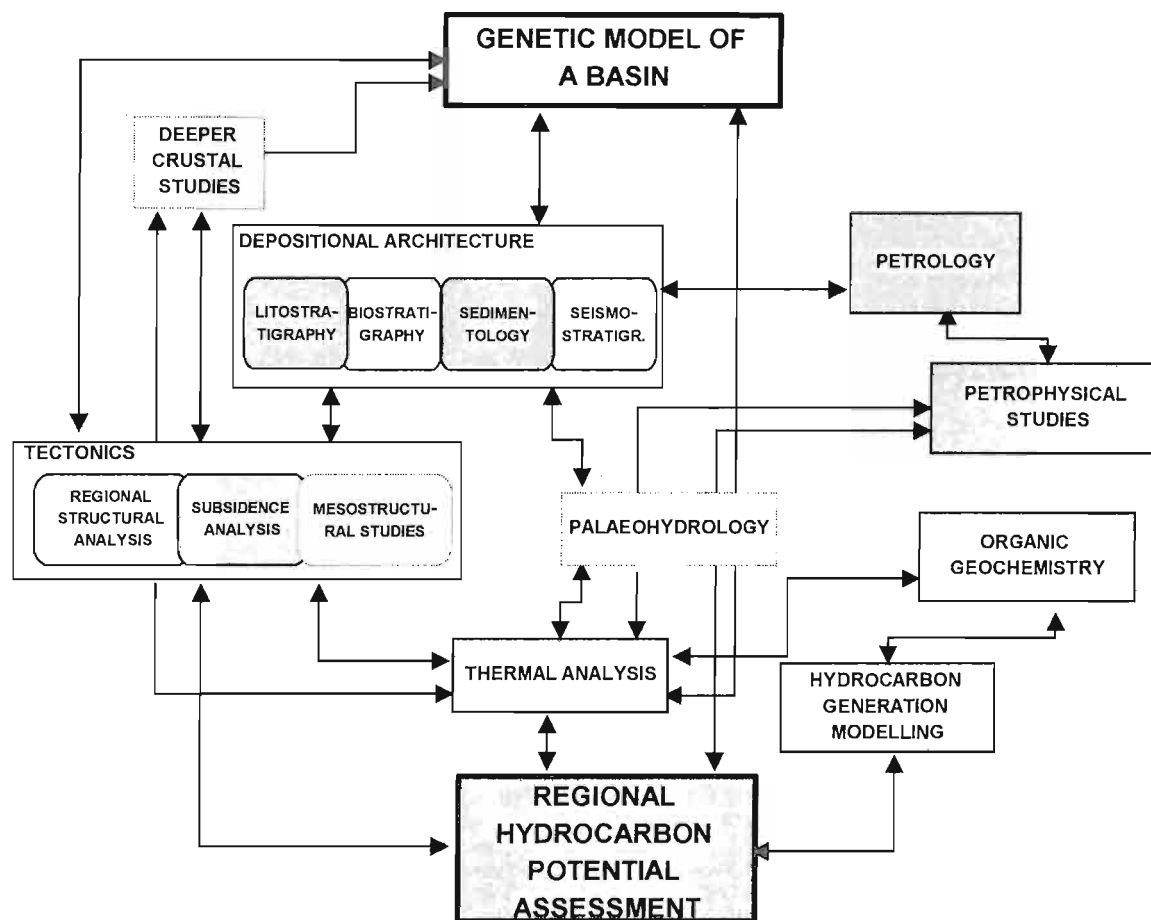 GENETIC MODEL OF
A BASIN
DEEPER
CRUSTAL
STUDIES
DEPOSITIONAL ARCHITECTURE
LITOSTRA-
TIGRAPHY
BIOSTRATI-
GRAPHY
SEDIMEN-
TOLOGY
SEISMO-
STRATIGR.
PETROLOGY
PETROPHYSICAL
STUDIES
TECTONICS
REGIONAL
STRUCTURAL
ANALYSIS
SUBSIDENCE
ANALYSIS
MESOSTRUCTU-
RAL STUDIES
PALAEOHYDROLOGY
ORGANIC
GEOCHEMISTRY
THERMAL ANALYSIS
HYDROCARBON
GENERATION
MODELLING
REGIONAL
HYDROCARBON
POTENTIAL
ASSESSMENT